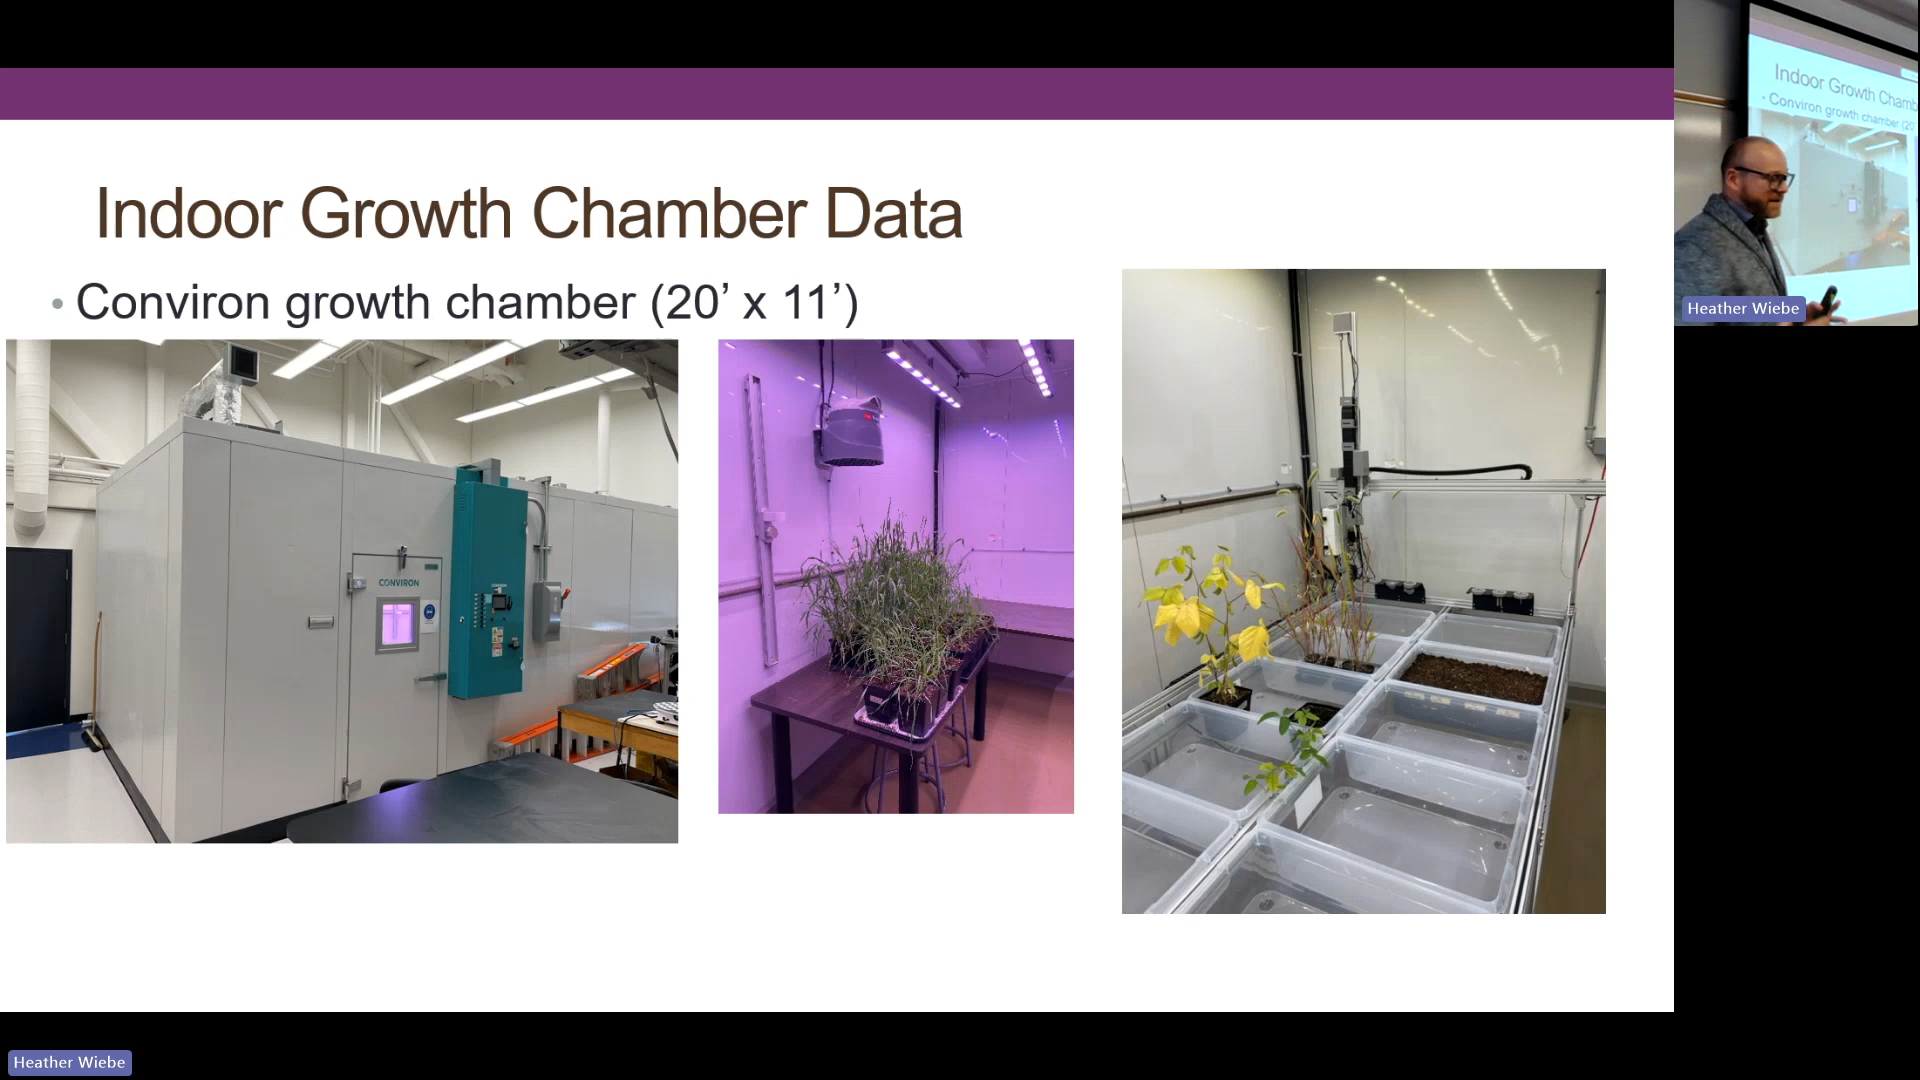 Indoor Growth Chamber Data
• Conviron growth chamber (20’ x 11’)
CONVIRON
Indoor Growth Chamb
• Conviron growth chamber (20
Heather Wiebe
Heather Wiebe